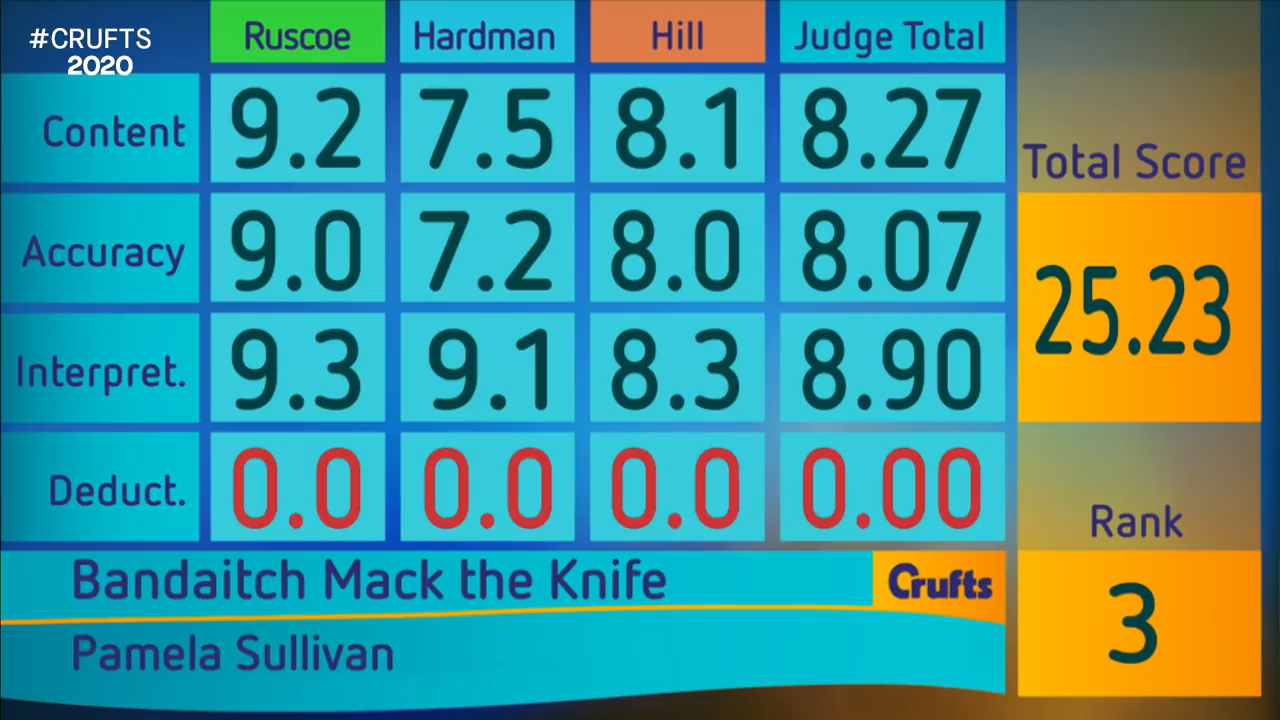 #CRUFTS
2020
Ruscoe Hardman Hill Judge Total
Content 9.2 7.5 8.1 8.27
Total Score
Accuracy 9.0 7.2 8.0 8.07
25.23
Interpret. 9.3 9.1 8.3 8.90
Deduct. 0.0 0.0 0.0 0.00
Rank
3
Bandaitch Mack the Knife
Crufts
Pamela Sullivan